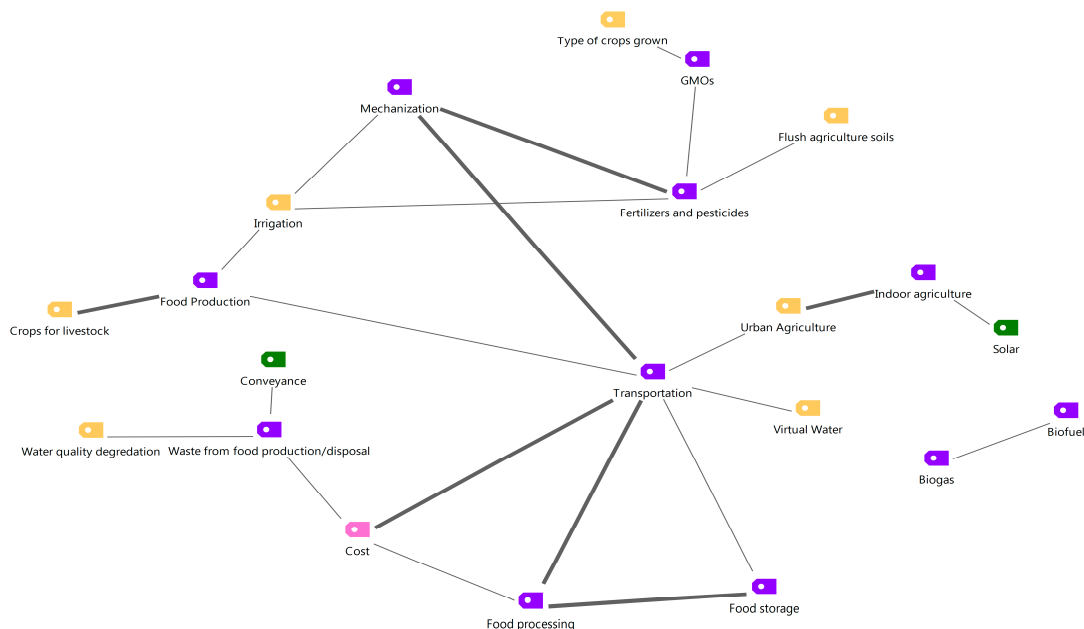 Type of crops grown
GMOs
Mechanization
Flush agriculture soils
Fertilizers and pesticides
Irrigation
Indoor agriculture
Food Production
Urban Agriculture
Crops for livestock
Solar
Conveyance
Transportation
Virtual Water
Biofuel
Water quality degredation
Waste from food production/disposal
Biogas
Cost
Food storage
Food processing